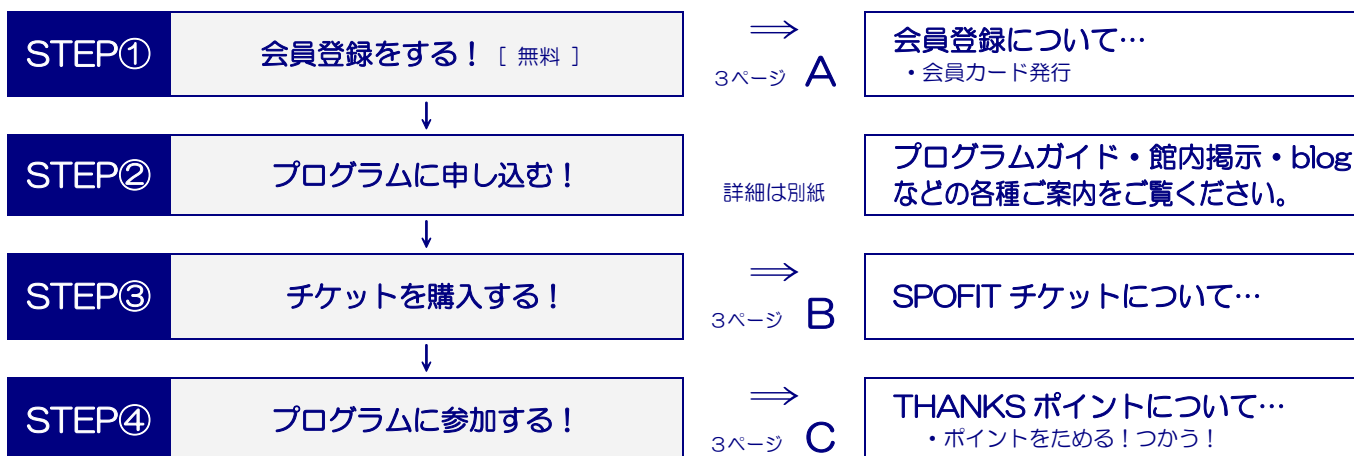 STEP① 会員登録をする！ [ 無料 ] ⇒ 会員登録について…
3ページ A ・会員カード発行
↓
STEP② プログラムに申し込む！ 詳細は別紙 プログラムガイド・館内掲示・blog
などの各種ご案内をご覧ください。
↓
STEP③ チケットを購入する！ ⇒ SPOFIT チケットについて…
3ページ B
↓
STEP④ プログラムに参加する！ ⇒ THANKS ポイントについて…
3ページ C ・ポイントをためる！つかう！